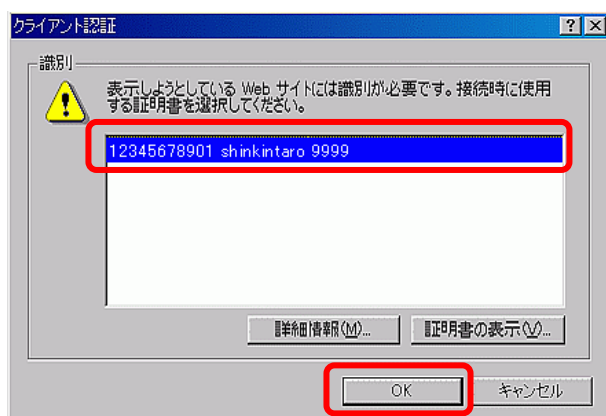 クライアント認証
識別
表示しようとしている Web サイトには識別が必要です。接続時に使用
する証明書を選択してください。
12345678901 shinkintaro 9999
詳細情報(M)...
証明書の表示(V)...
OK
キャンセル